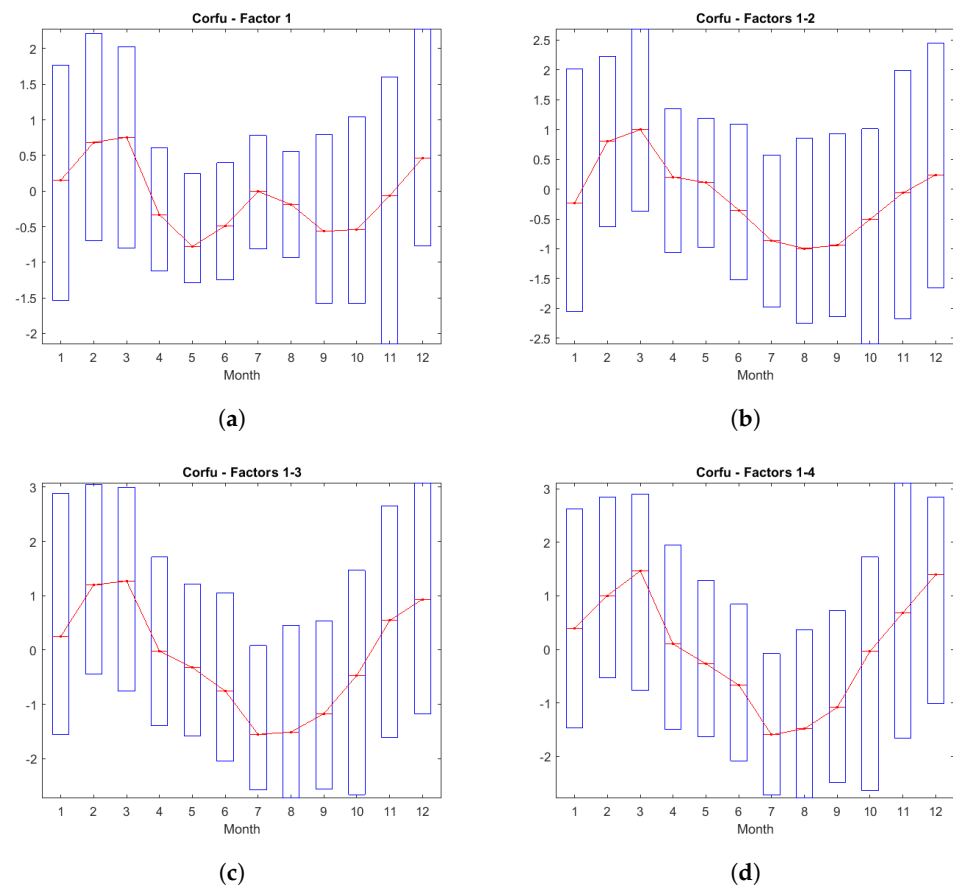 Corfu - Factor 1
2
1.5
1
0.5
0
-0.5
-1
-1.5
-2
1 2 3 4 5 6 7 8 9 10 11 12
Month
(a)
Corfu - Factors 1-2
2.5
2
1.5
1
0.5
0
-0.5
-1
-1.5
-2
-2.5
1 2 3 4 5 6 7 8 9 10 11 12
Month
(b)
Corfu - Factors 1-3
3
2
1
0
-1
-2
1 2 3 4 5 6 7 8 9 10 11 12
Month
(c)
Corfu - Factors 1-4
3
2
1
0
-1
-2
1 2 3 4 5 6 7 8 9 10 11 12
Month
(d)